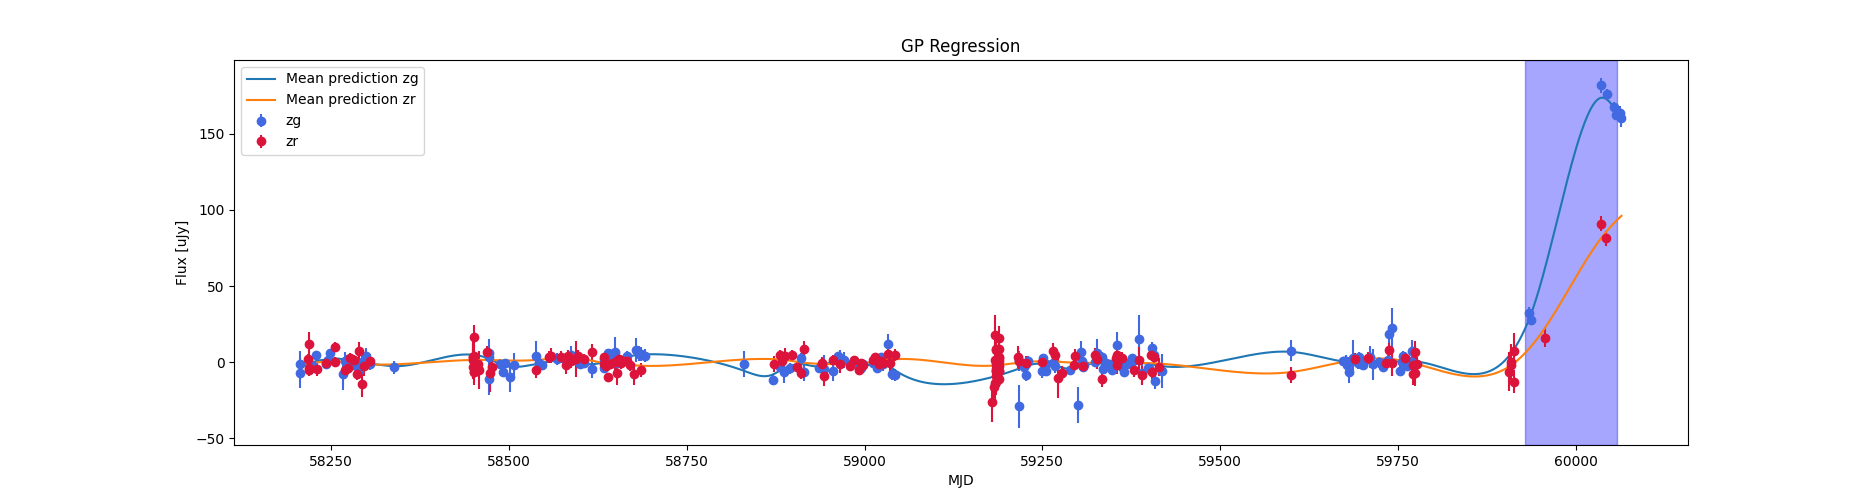 GP Regression
Mean prediction zg
Mean prediction zr
zg
zr
Flux [uJy]
150
100
50
0
−50
58250 58500 58750 59000 59250 59500 59750 60000
MJD